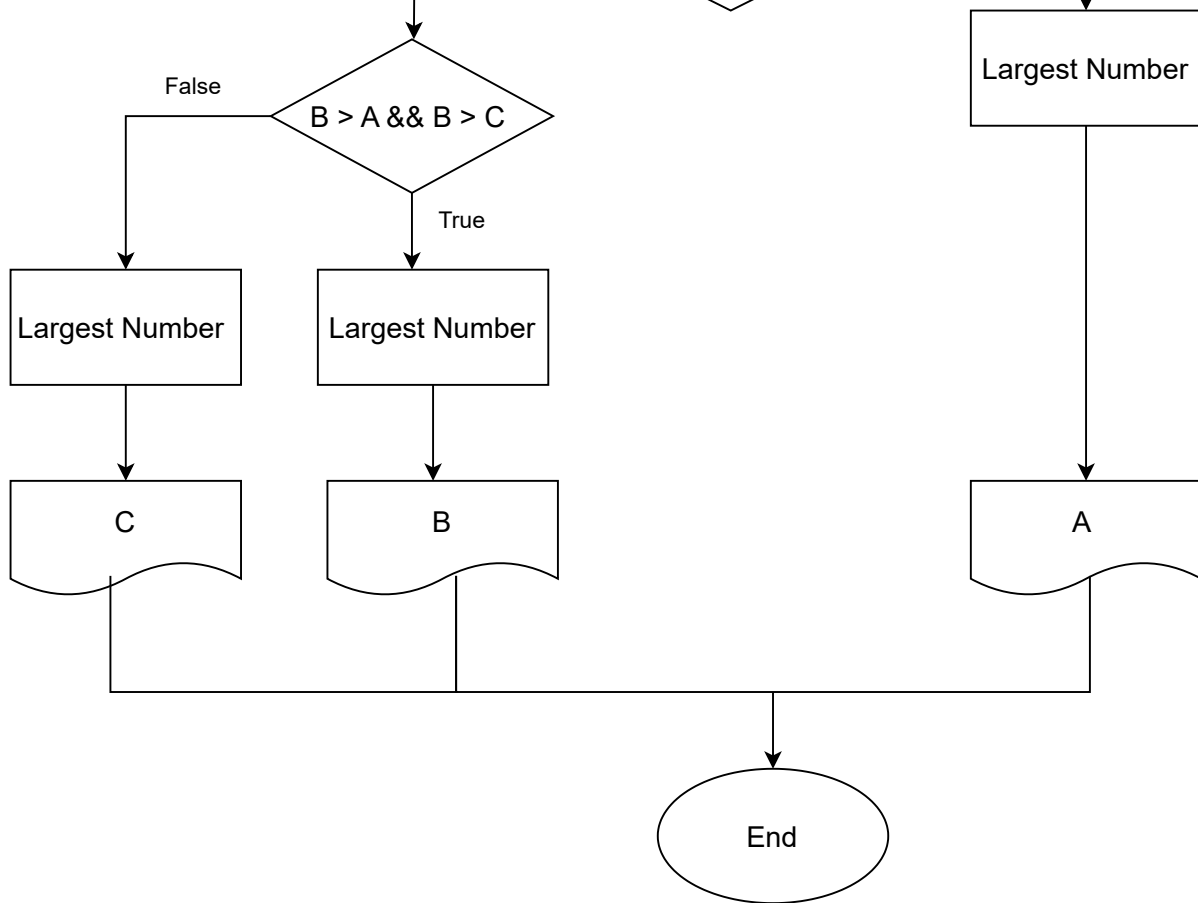 Largest Number
False
B > A && B > C
True
Largest Number
Largest Number
C
B
A
End